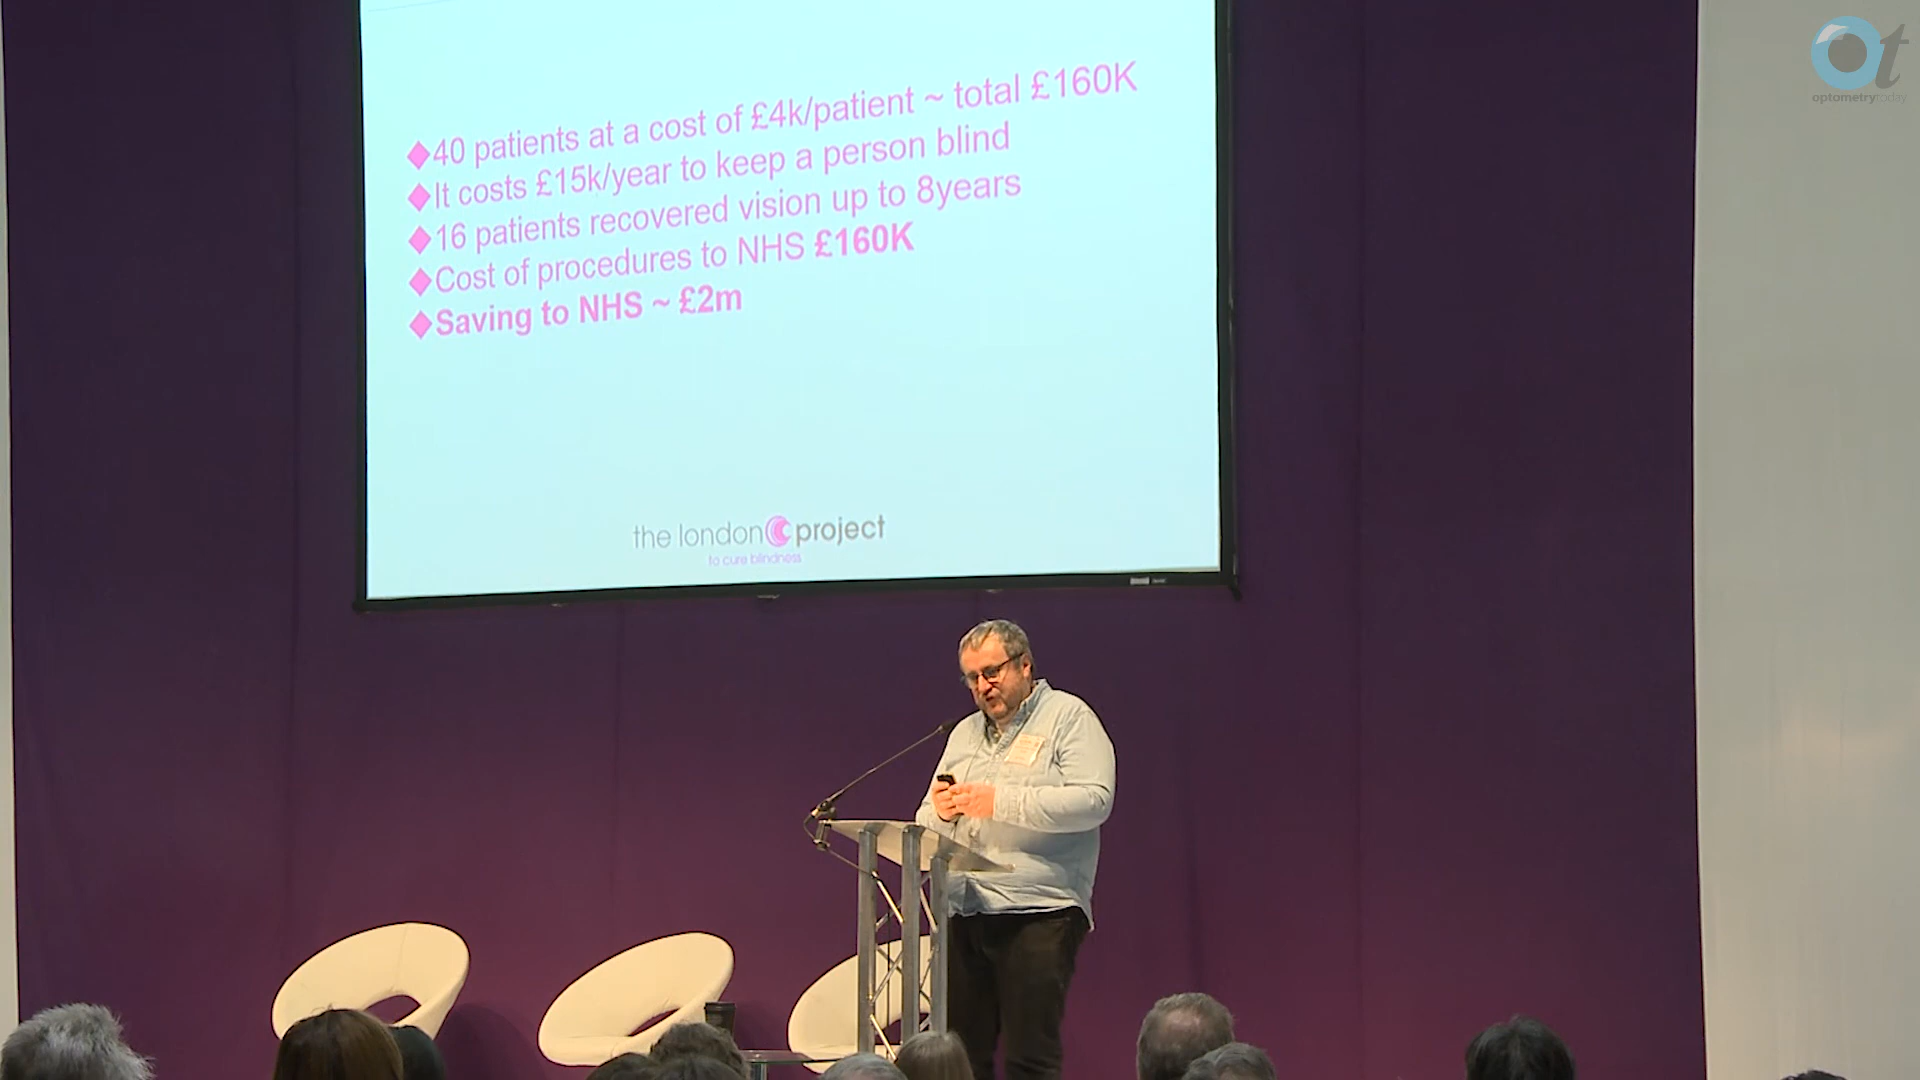 40 patients at a cost of £4k/patient ~ total £160K
It costs £15k/year to keep a person blind
16 patients recovered vision up to 8years
Cost of procedures to NHS £160K
Saving to NHS ~ £2m
the london project
to cure blindness
Ot
optometrytoday